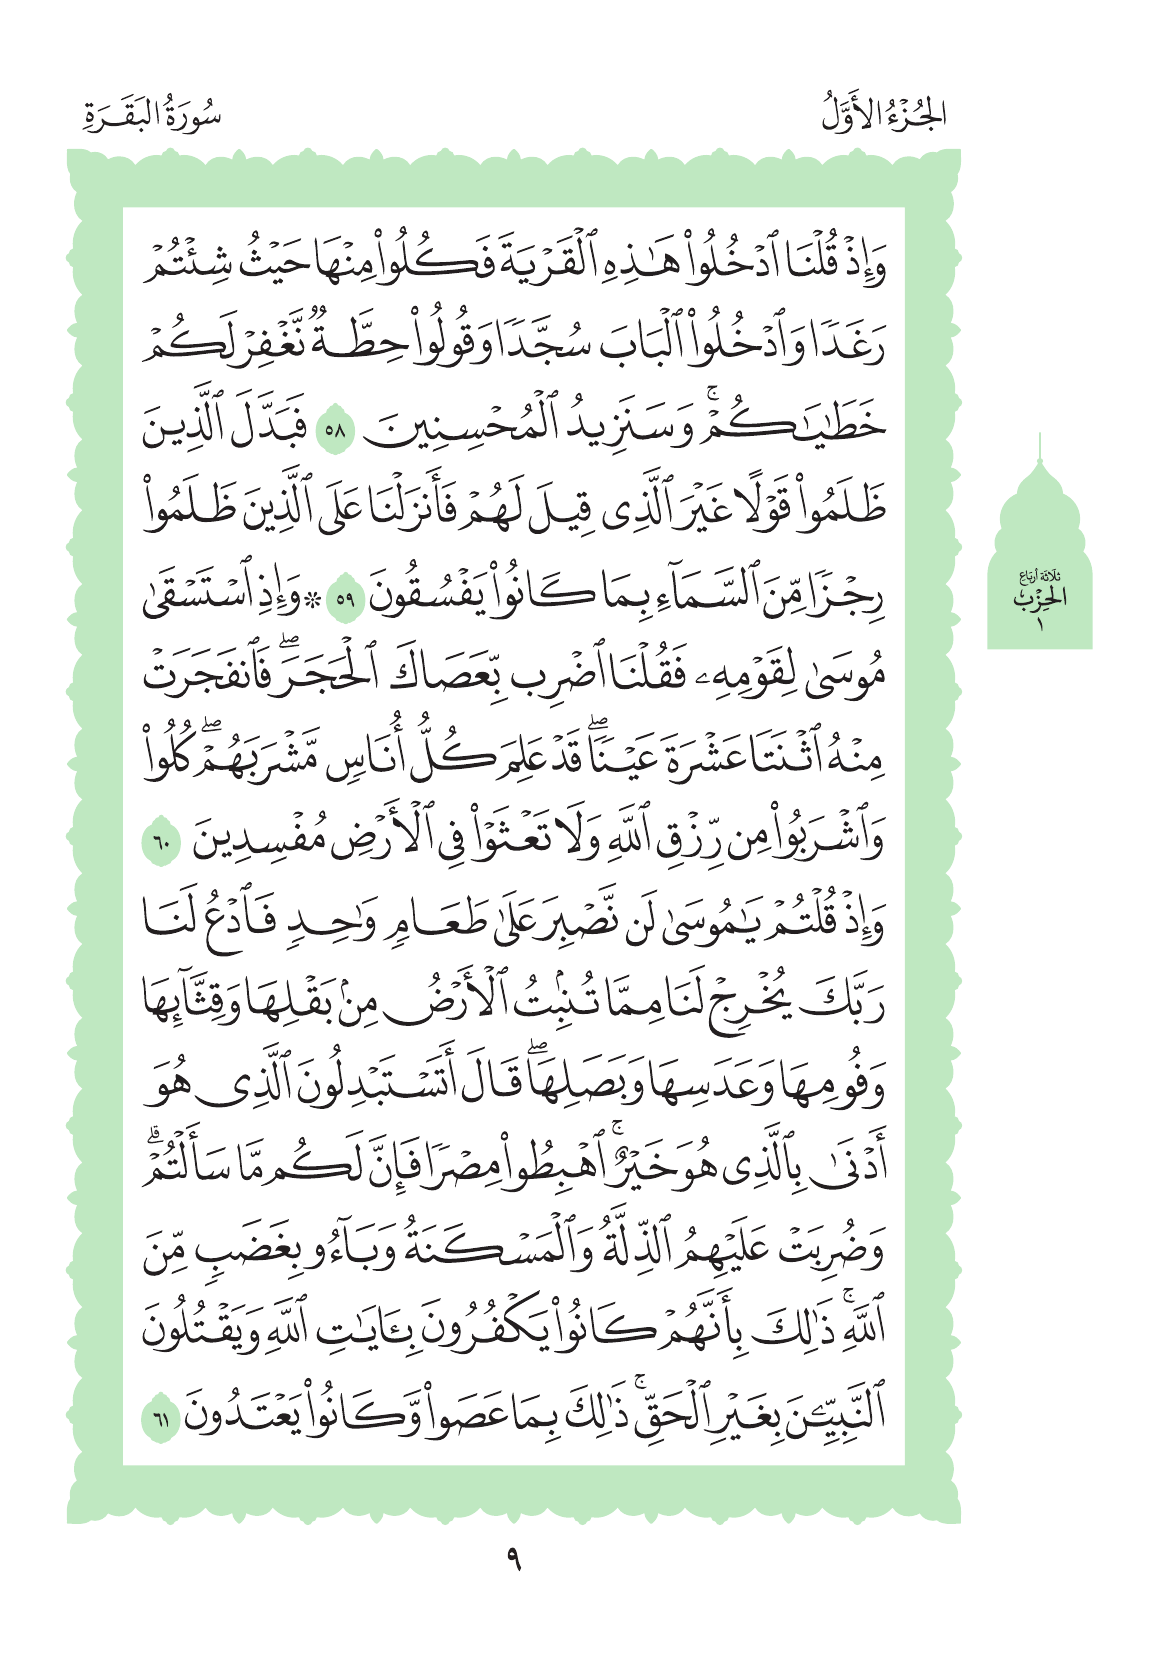 الجُزْءُ الأَوَّلُ
سُورَةُ البَقَرَةِ
وَإِذْ قُلْنَا ٱدْخُلُوا۟ هَـٰذِهِ ٱلْقَرْيَةَ فَكُلُوا۟ مِنْهَا حَيْثُ شِئْتُمْ
رَغَدًا وَٱدْخُلُوا۟ ٱلْبَابَ سُجَّدًا وَقُولُوا۟ حِطَّةٌ نَّغْفِرْ لَكُمْ
خَطَـٰيَـٰكُمْ ۚ وَسَنَزِيدُ ٱلْمُحْسِنِينَ ٥٨ فَبَدَّلَ ٱلَّذِينَ
ظَلَمُوا۟ قَوْلًا غَيْرَ ٱلَّذِى قِيلَ لَهُمْ فَأَنزَلْنَا عَلَى ٱلَّذِينَ ظَلَمُوا۟
رِجْزًا مِّنَ ٱلسَّمَآءِ بِمَا كَانُوا۟ يَفْسُقُونَ ٥٩ * وَإِذِ ٱسْتَسْقَىٰ
مُوسَىٰ لِقَوْمِهِۦ فَقُلْنَا ٱضْرِب بِّعَصَاكَ ٱلْحَجَرَ ۖ فَٱنفَجَرَتْ
مِنْهُ ٱثْنَتَا عَشْرَةَ عَيْنًا ۖ قَدْ عَلِمَ كُلُّ أُنَاسٍ مَّشْرَبَهُمْ ۖ كُلُوا۟
وَٱشْرَبُوا۟ مِن رِّزْقِ ٱللَّهِ وَلَا تَعْثَوْا۟ فِى ٱلْأَرْضِ مُفْسِدِينَ ٦٠
وَإِذْ قُلْتُمْ يَـٰمُوسَىٰ لَن نَّصْبِرَ عَلَىٰ طَعَامٍ وَٰحِدٍ فَٱدْعُ لَنَا
رَبَّكَ يُخْرِجْ لَنَا مِمَّا تُنۢبِتُ ٱلْأَرْضُ مِنۢ بَقْلِهَا وَقِثَّآئِهَا
وَفُومِهَا وَعَدَسِهَا وَبَصَلِهَا ۖ قَالَ أَتَسْتَبْدِلُونَ ٱلَّذِى هُوَ
أَدْنَىٰ بِٱلَّذِى هُوَ خَيْرٌ ۚ ٱهْبِطُوا۟ مِصْرًا فَإِنَّ لَكُم مَّا سَأَلْتُمْ ۗ
وَضُرِبَتْ عَلَيْهِمُ ٱلذِّلَّةُ وَٱلْمَسْكَنَةُ وَبَآءُو بِغَضَبٍ مِّنَ
ٱللَّهِ ۚ ذَٰلِكَ بِأَنَّهُمْ كَانُوا۟ يَكْفُرُونَ بِـَٔايَـٰتِ ٱللَّهِ وَيَقْتُلُونَ
ٱلنَّبِيِّـۧنَ بِغَيْرِ ٱلْحَقِّ ۚ ذَٰلِكَ بِمَا عَصَوا۟ وَّكَانُوا۟ يَعْتَدُونَ ٦١
ثلاثة أرباع
الحِزْب
١
٩